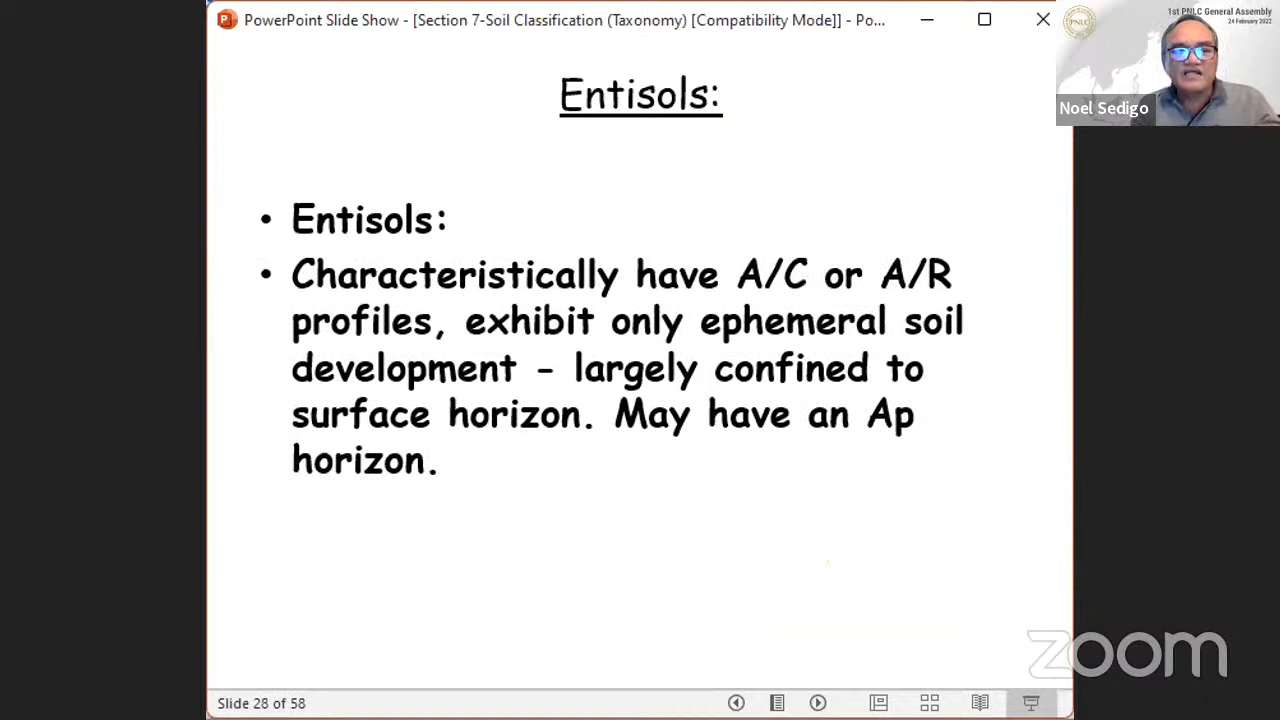 PowerPoint Slide Show - [Section 7-Soil Classification (Taxonomy) [Compatibility Mode]] - Po...
1st PNLC General Assembly
24 February 2022
PNLC
Noel Sedigo
Entisols:
• Entisols:
• Characteristically have A/C or A/R
profiles, exhibit only ephemeral soil
development – largely confined to
surface horizon. May have an Ap
horizon.
zoom
Slide 28 of 58